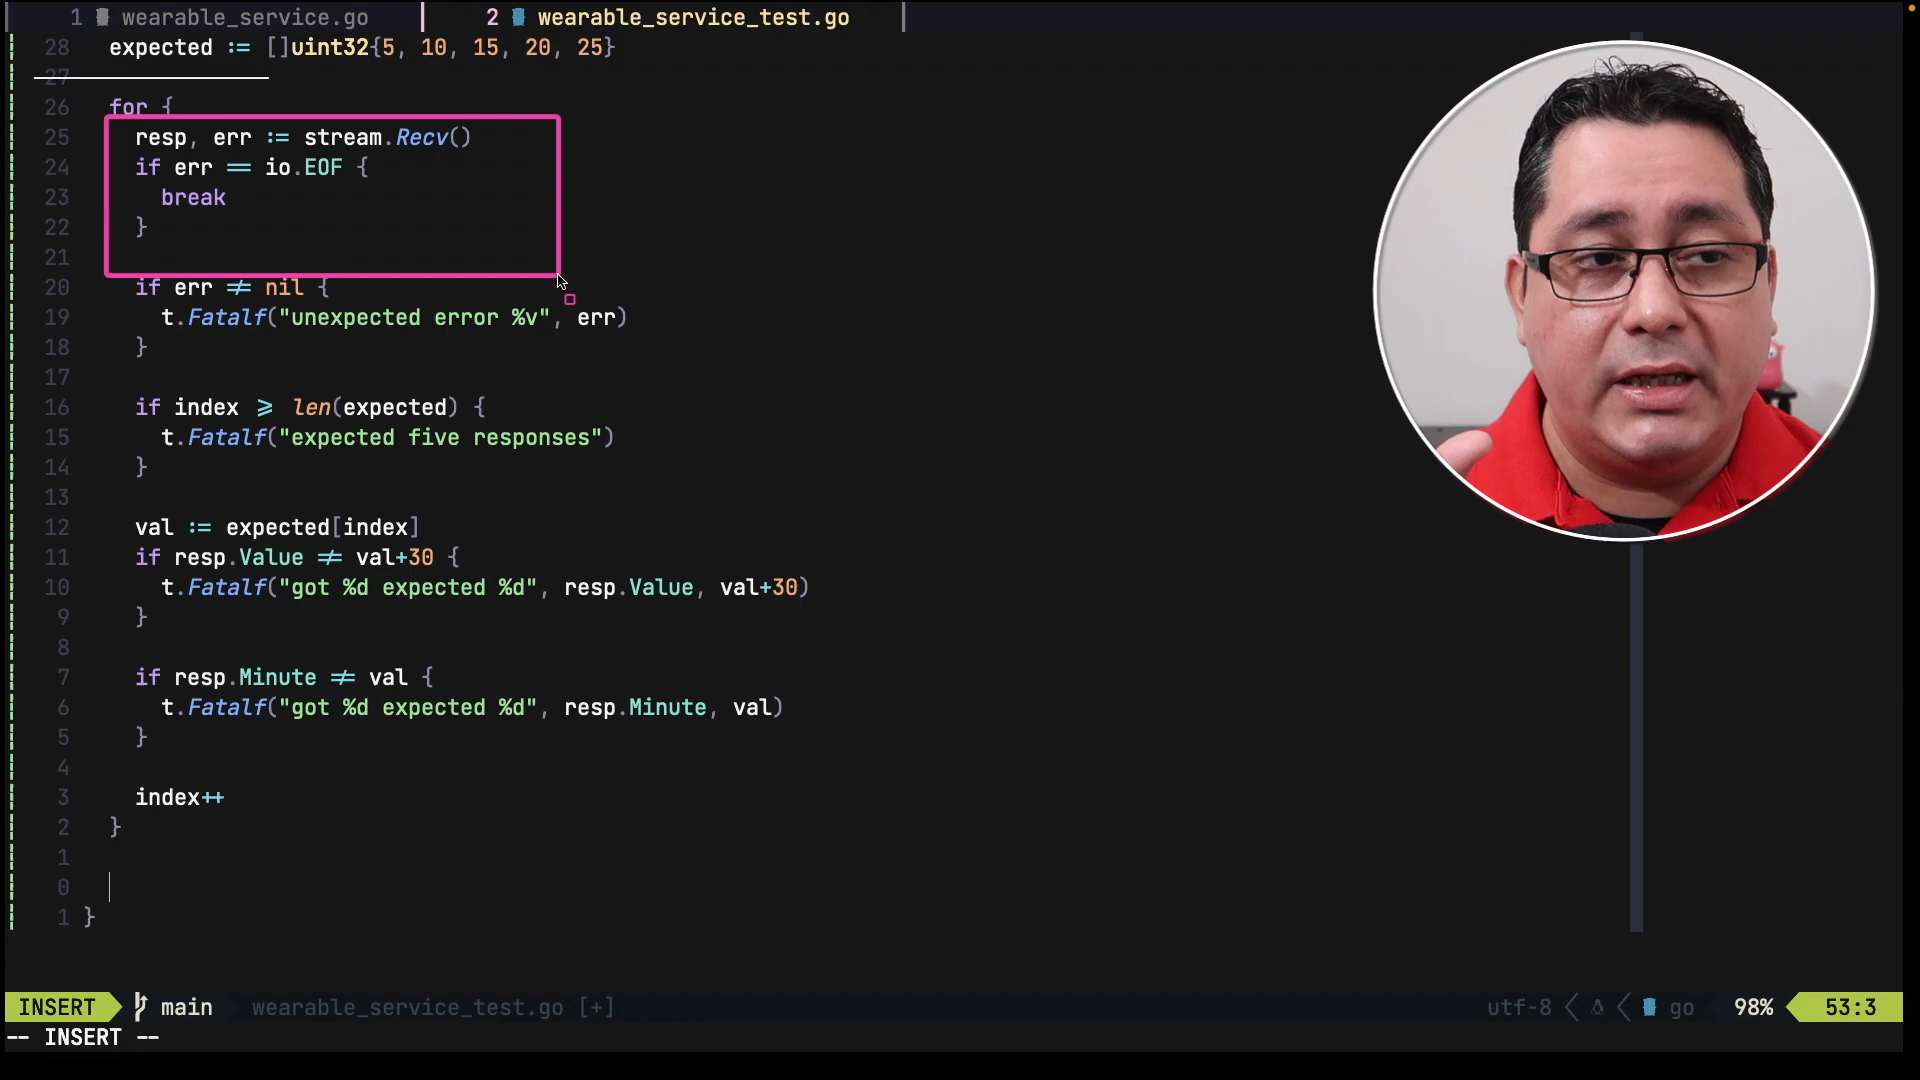 1 wearable_service.go 2 wearable_service_test.go
28 expected := []uint32{5, 10, 15, 20, 25}
27
26 for {
25 resp, err := stream.Recv()
24 if err == io.EOF {
23 break
22 }
21
20 if err != nil {
19 t.Fatalf("unexpected error %v", err)
18 }
17
16 if index >= len(expected) {
15 t.Fatalf("expected five responses")
14 }
13
12 val := expected[index]
11 if resp.Value != val+30 {
10 t.Fatalf("got %d expected %d", resp.Value, val+30)
9 }
8
7 if resp.Minute != val {
6 t.Fatalf("got %d expected %d", resp.Minute, val)
5 }
4
3 index++
2 }
1
0
1 }
INSERT main wearable_service_test.go [+] utf-8 go 98% 53:3
-- INSERT --